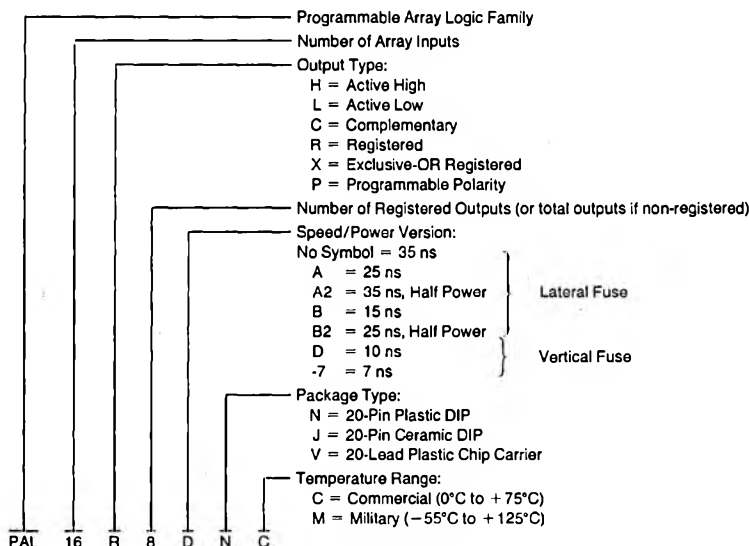 Programmable Array Logic Family
Number of Array Inputs
Output Type:
H = Active High
L = Active Low
C = Complementary
R = Registered
X = Exclusive-OR Registered
P = Programmable Polarity
Number of Registered Outputs (or total outputs if non-registered)
Speed/Power Version:
No Symbol = 35 ns
A = 25 ns
A2 = 35 ns, Half Power
B = 15 ns
B2 = 25 ns, Half Power
Lateral Fuse
D = 10 ns
-7 = 7 ns
Vertical Fuse
Package Type:
N = 20-Pin Plastic DIP
J = 20-Pin Ceramic DIP
V = 20-Lead Plastic Chip Carrier
Temperature Range:
C = Commercial (0°C to +75°C)
M = Military (−55°C to +125°C)
PAL 16 R 8 D N C